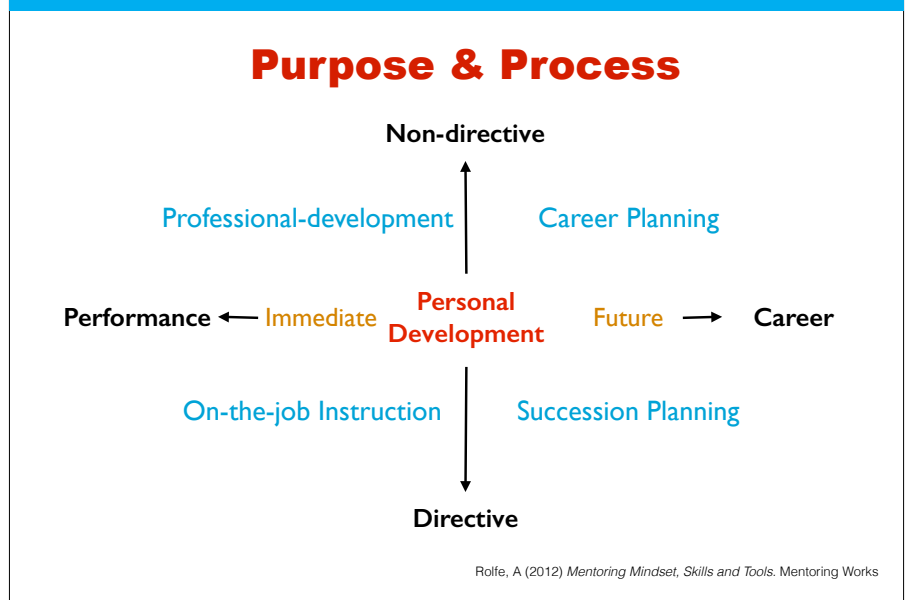 Purpose & Process
Non-directive
Professional-development
Career Planning
Performance
Immediate
Personal
Development
Future
Career
On-the-job Instruction
Succession Planning
Directive
Rolfe, A (2012) Mentoring Mindset, Skills and Tools. Mentoring Works